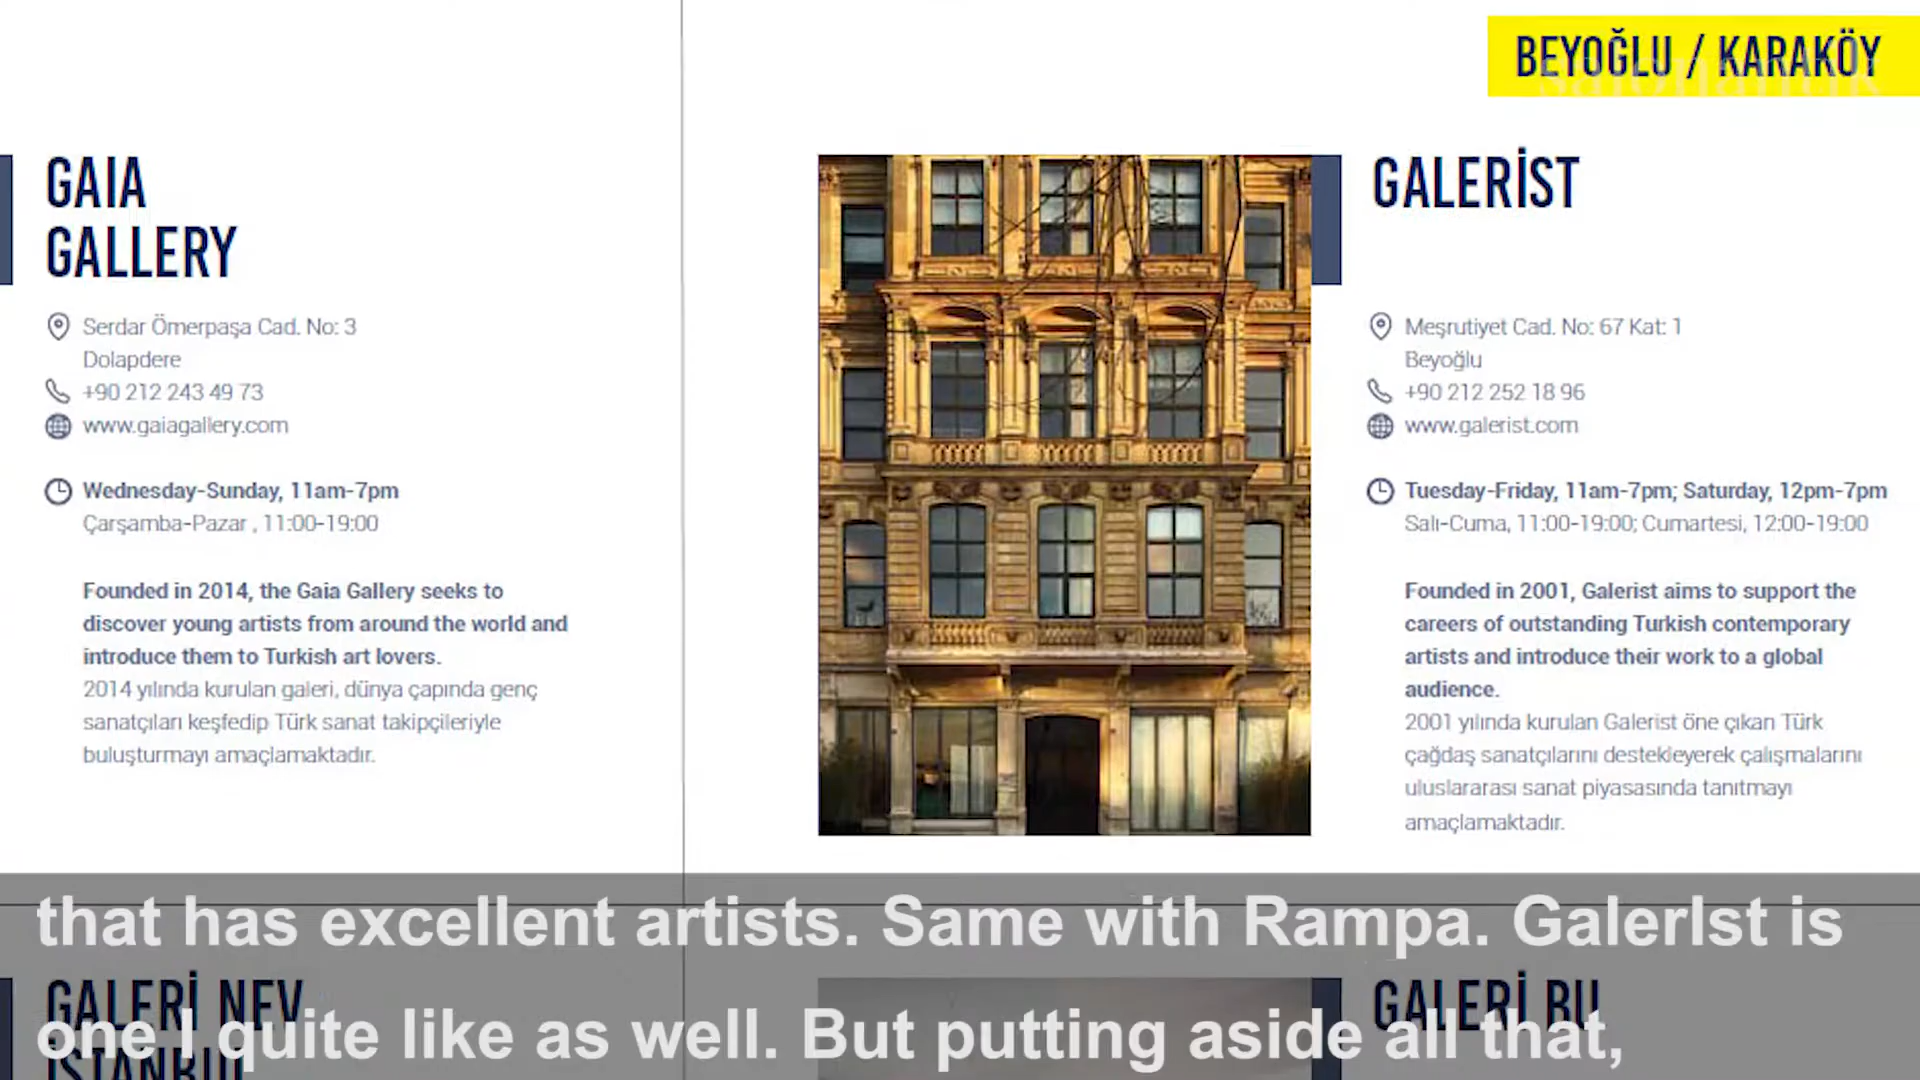 BEYOĞLU / KARAKÖY
GAIA
GALLERY
Serdar Ömerpaşa Cad. No: 3
Dolapdere
+90 212 243 49 73
www.gaiagallery.com
Wednesday-Sunday, 11am-7pm
Çarşamba-Pazar , 11:00-19:00
Founded in 2014, the Gaia Gallery seeks to
discover young artists from around the world and
introduce them to Turkish art lovers.
2014 yılında kurulan galeri, dünya çapında genç
sanatçıları keşfedip Türk sanat takipçileriyle
buluşturmayı amaçlamaktadır.
GALERİST
Meşrutiyet Cad. No: 67 Kat: 1
Beyoğlu
+90 212 252 18 96
www.galerist.com
Tuesday-Friday, 11am-7pm; Saturday, 12pm-7pm
Salı-Cuma, 11:00-19:00; Cumartesi, 12:00-19:00
Founded in 2001, Galerist aims to support the
careers of outstanding Turkish contemporary
artists and introduce their work to a global
audience.
2001 yılında kurulan Galerist öne çıkan Türk
çağdaş sanatçılarını destekleyerek çalışmalarını
uluslararası sanat piyasasında tanıtmayı
amaçlamaktadır.
GALERİ NEV
İSTANBUL
GALERİ BU
that has excellent artists. Same with Rampa. GalerIst is
one I quite like as well. But putting aside all that,